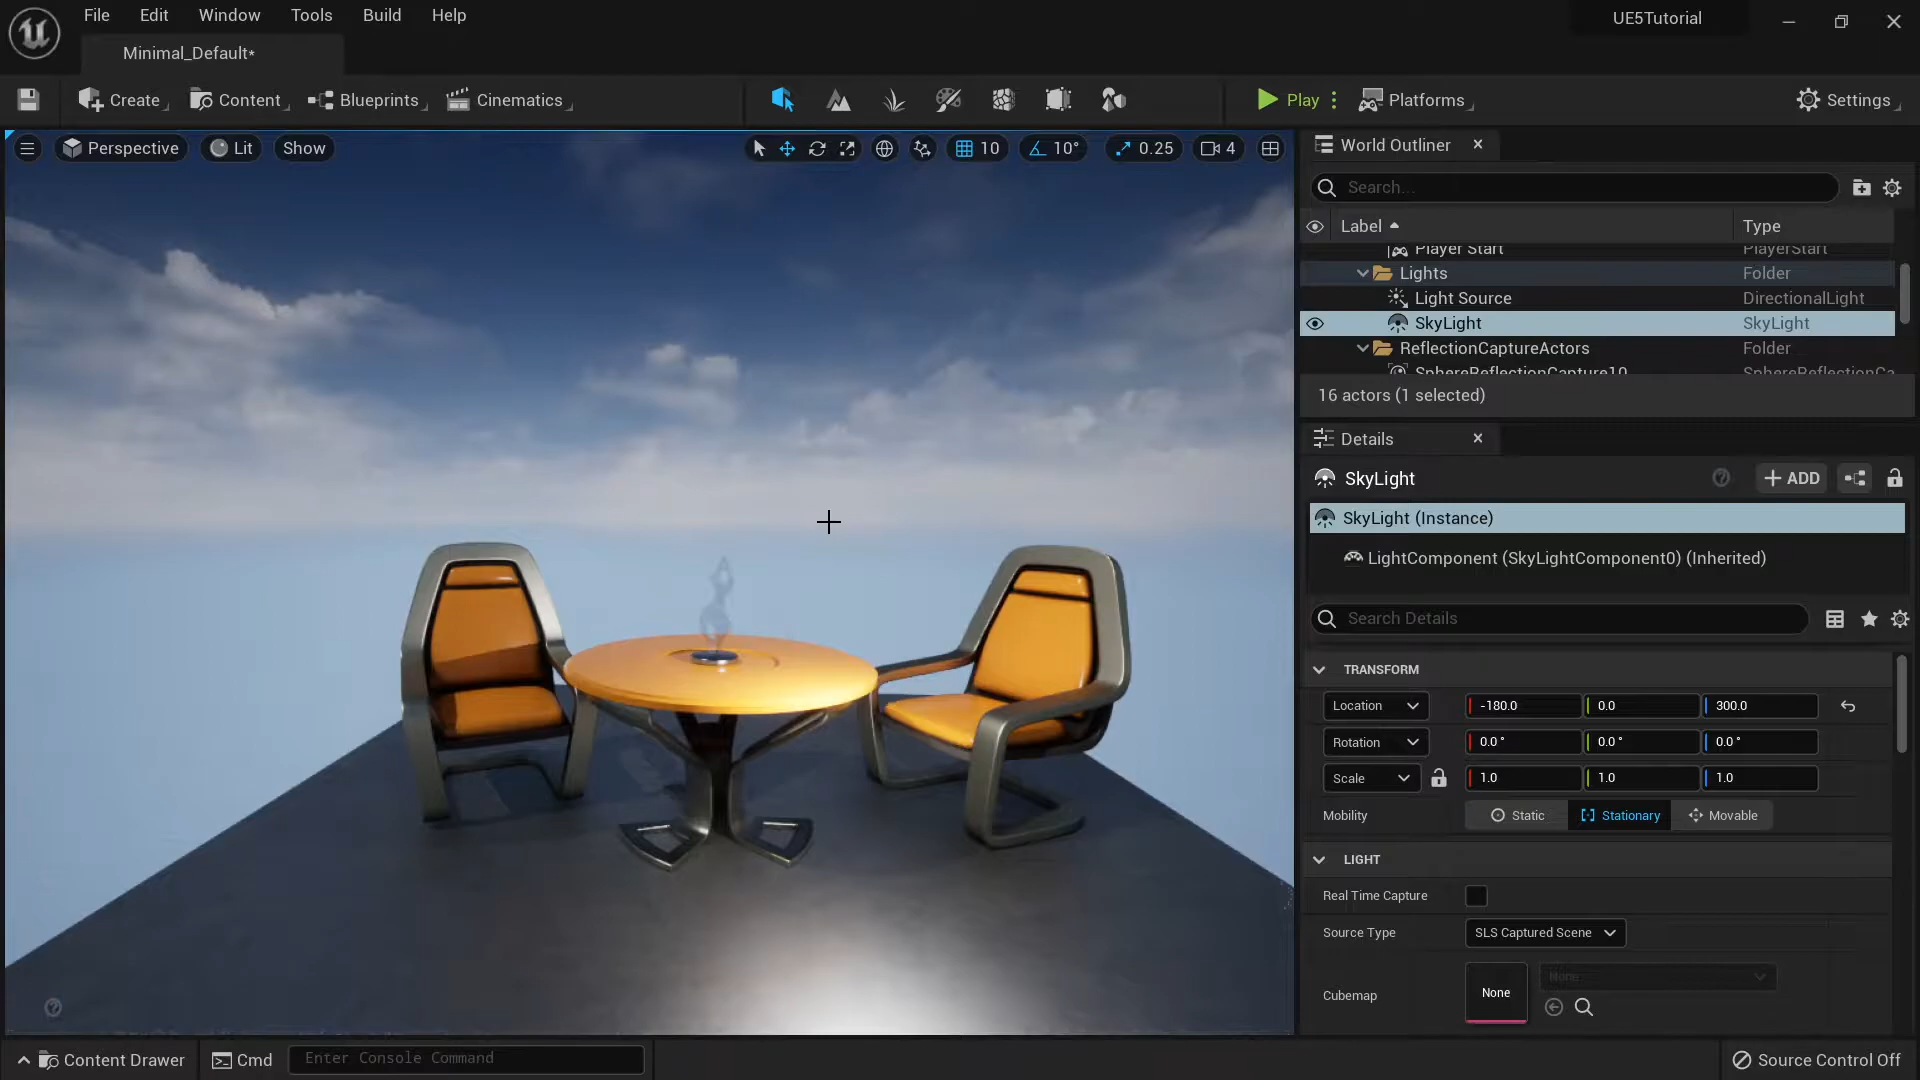 File Edit Window Tools Build Help
UE5Tutorial
Minimal_Default*
Create Content Blueprints Cinematics Play Platforms Settings
Perspective Lit Show 10 10° 0.25 4
World Outliner
Search...
Label Type
Player Start PlayerStart
Lights Folder
Light Source DirectionalLight
SkyLight SkyLight
ReflectionCaptureActors Folder
SphereReflectionCapture10 SphereReflectionCa
16 actors (1 selected)
Details
SkyLight ADD
SkyLight (Instance)
LightComponent (SkyLightComponent0) (Inherited)
Search Details
TRANSFORM
Location -180.0 0.0 300.0
Rotation 0.0° 0.0° 0.0°
Scale 1.0 1.0 1.0
Mobility Static Stationary Movable
LIGHT
Real Time Capture
Source Type SLS Captured Scene
Cubemap None None
Content Drawer Cmd Enter Console Command Source Control Off